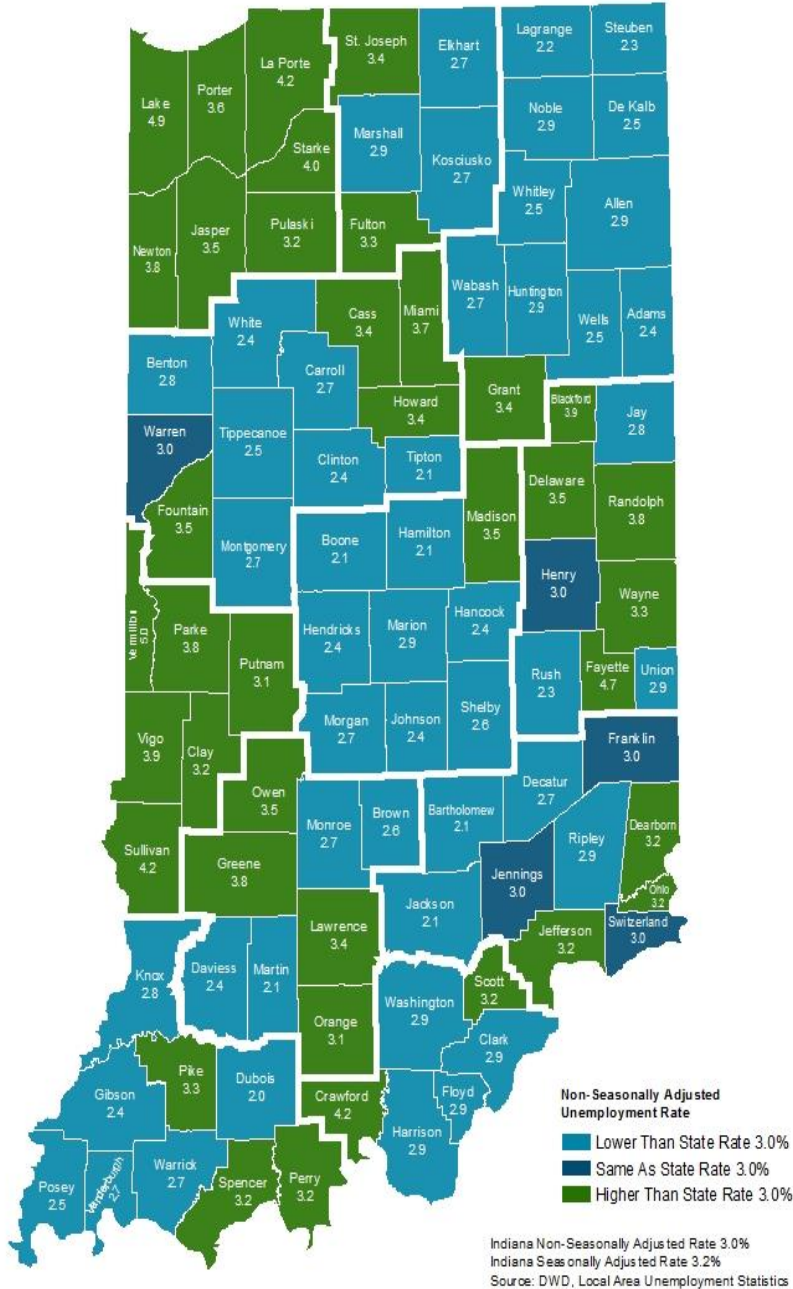 St. Joseph
3.4
Elkhart
2.7
Lagrange
2.2
Steuben
2.3
La Porte
4.2
Porter
3.6
Lake
4.9
Noble
2.9
De Kalb
2.5
Marshall
2.9
Starke
4.0
Kosciusko
2.7
Whitley
2.5
Allen
2.9
Newton
3.8
Jasper
3.5
Pulaski
3.2
Fulton
3.3
Wabash
2.7
Huntington
2.9
Wells
2.5
Adams
2.4
White
2.4
Cass
3.4
Miami
3.7
Benton
2.8
Carroll
2.7
Howard
3.4
Grant
3.4
Blackford
3.9
Jay
2.8
Warren
3.0
Tippecanoe
2.5
Clinton
2.4
Tipton
2.1
Delaware
3.5
Randolph
3.8
Fountain
3.5
Montgomery
2.7
Boone
2.1
Hamilton
2.1
Madison
3.5
Henry
3.0
Wayne
3.3
Vermillion
5.0
Parke
3.8
Putnam
3.1
Hendricks
2.4
Marion
2.9
Hancock
2.4
Rush
2.3
Fayette
4.7
Union
2.9
Vigo
3.9
Clay
3.2
Morgan
2.7
Johnson
2.4
Shelby
2.6
Franklin
3.0
Owen
3.5
Monroe
2.7
Brown
2.6
Bartholomew
2.1
Decatur
2.7
Sullivan
4.2
Greene
3.8
Jennings
3.0
Ripley
2.9
Dearborn
3.2
Ohio
3.2
Jackson
2.1
Lawrence
3.4
Jefferson
3.2
Switzerland
3.0
Knox
2.8
Daviess
2.4
Martin
2.1
Orange
3.1
Washington
2.9
Scott
3.2
Clark
2.9
Gibson
2.4
Pike
3.3
Dubois
2.0
Crawford
4.2
Floyd
2.9
Harrison
2.9
Posey
2.5
Vanderburgh
2.7
Warrick
2.7
Spencer
3.2
Perry
3.2
Non-Seasonally Adjusted
Unemployment Rate
Lower Than State Rate 3.0%
Same As State Rate 3.0%
Higher Than State Rate 3.0%
Indiana Non-Seasonally Adjusted Rate 3.0%
Indiana Seasonally Adjusted Rate 3.2%
Source: DWD, Local Area Unemployment Statistics